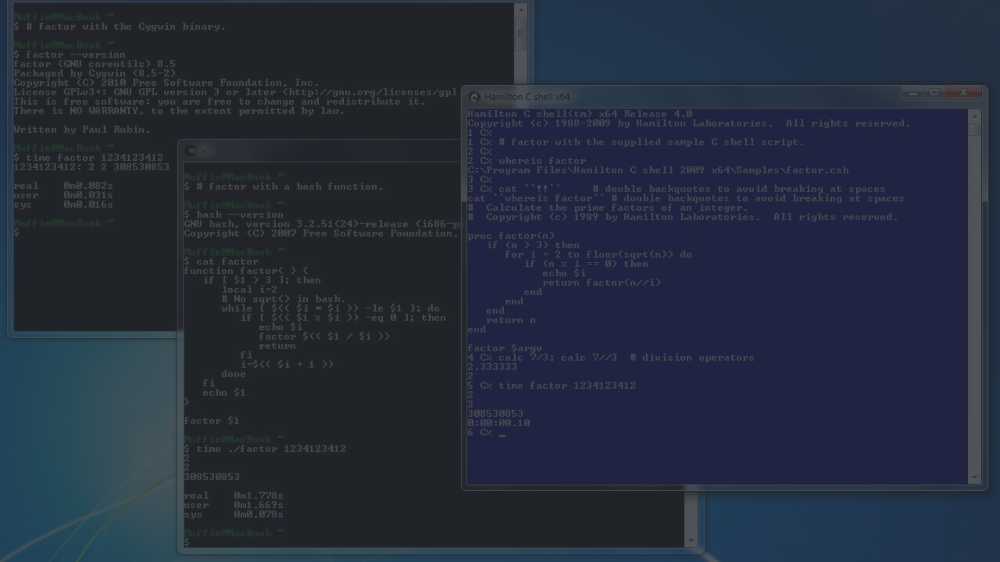 Muffie@MacBook ~
$ # factor with the Cygwin binary.
Muffie@MacBook ~
$ factor --version
factor (GNU coreutils) 8.5
Packaged by Cygwin (8.5-2)
Copyright (C) 2010 Free Software Foundation, Inc.
License GPLv3+: GNU GPL version 3 or later <http://gnu.org/licenses/gpl.
This is free software: you are free to change and redistribute it.
There is NO WARRANTY, to the extent permitted by law.
Written by Paul Rubin.
Muffie@MacBook ~
$ time factor 1234123412
1234123412: 2 2 308530853
real    0m0.082s
user    0m0.031s
sys     0m0.016s
Muffie@MacBook ~
$
~
Muffie@MacBook ~
$ # factor with a bash function.
Muffie@MacBook ~
$ bash --version
GNU bash, version 3.2.51(24)-release (i686-p
Copyright (C) 2007 Free Software Foundation,
Muffie@MacBook ~
$ cat factor
function factor( ) {
   if [ $1 > 3 ]; then
      local i=2
      # No sqrt() in bash.
      while [ $(( $i * $i )) -le $1 ]; do
         if [ $(( $1 % $i )) -eq 0 ]; then
            echo $i
            factor $(( $1 / $i ))
            return
         fi
         i=$(( $i + 1 ))
      done
   fi
   echo $1
}
factor $1
Muffie@MacBook ~
$ time ./factor 1234123412
2
2
308530853
real    0m1.778s
user    0m1.669s
sys     0m0.078s
Muffie@MacBook ~
$
Hamilton C shell x64
Hamilton C shell(tm) x64 Release 4.0
Copyright (c) 1988-2009 by Hamilton Laboratories.  All rights reserved.
1 C%
1 C% # factor with the supplied sample C shell script.
2 C%
2 C% whereis factor
C:\Program Files\Hamilton C shell 2009 x64\Samples\factor.csh
3 C%
3 C% cat ``!!``     # double backquotes to avoid breaking at spaces
cat ``whereis factor`` # double backquotes to avoid breaking at spaces
#  Calculate the prime factors of an integer.
#  Copyright (c) 1989 by Hamilton Laboratories.  All rights reserved.
proc factor(n)
   if (n > 3) then
      for i = 2 to floor(sqrt(n)) do
         if (n % i == 0) then
            echo $i
            return factor(n//i)
         end
      end
   end
   return n
end
factor $argv
4 C% calc 7/3; calc 7//3  # division operators
2.333333
2
5 C% time factor 1234123412
2
2
308530853
0:00:00.10
6 C% _